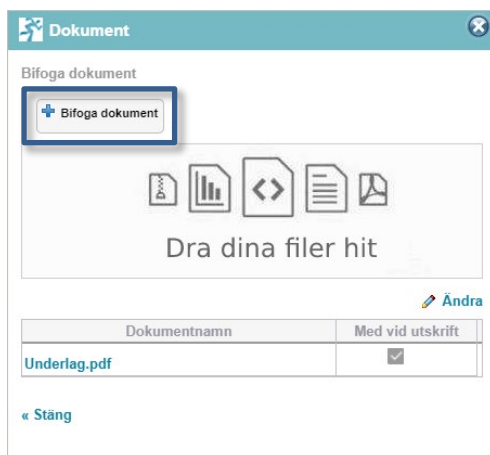 Dokument
Bifoga dokument
Bifoga dokument
Dra dina filer hit
Ändra
Dokumentnamn Med vid utskrift
Underlag.pdf
« Stäng